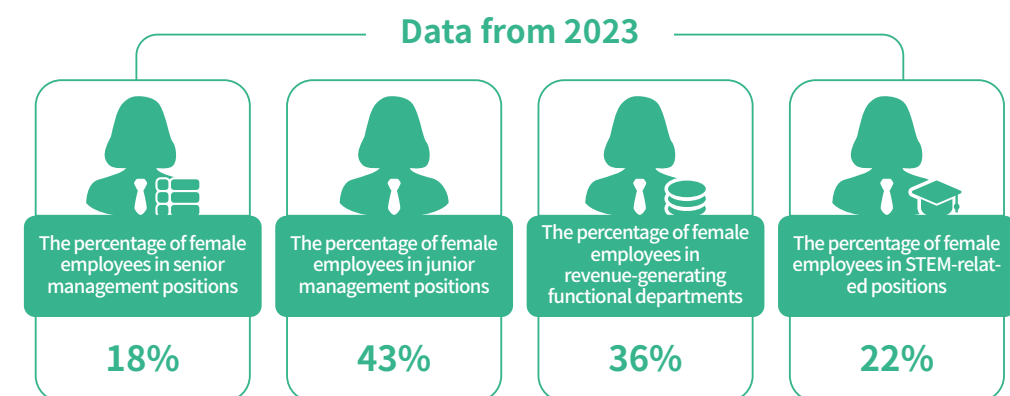 Data from 2023
The percentage of female
employees in senior
management positions
18%
The percentage of female
employees in junior
management positions
43%
The percentage of female
employees in
revenue-generating
functional departments
36%
The percentage of female
employees in STEM-relat-
ed positions
22%